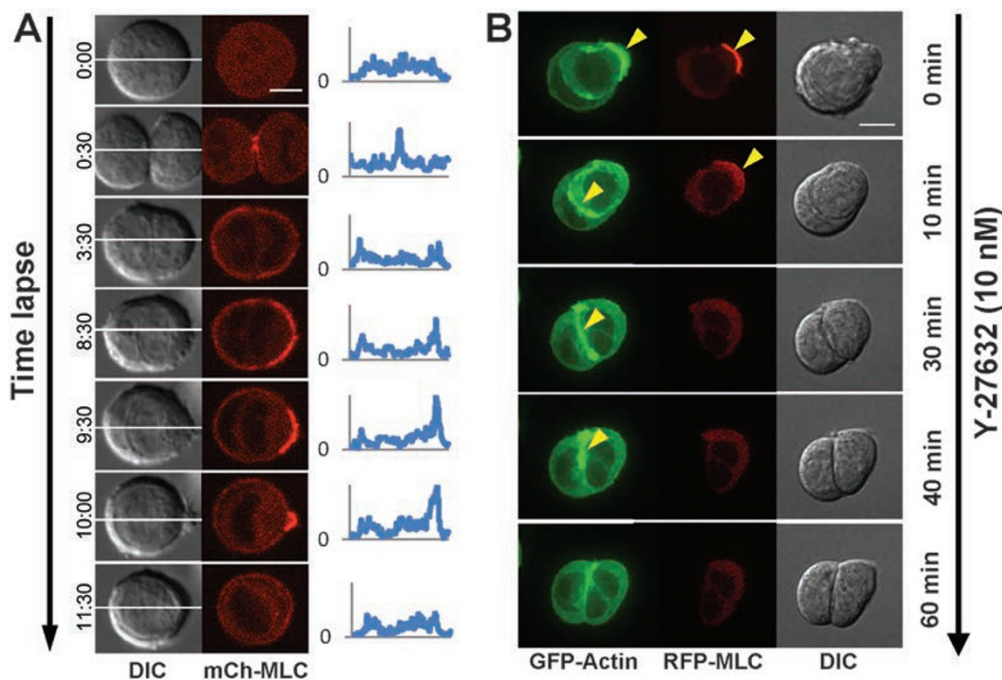 A
B
Time lapse
0:00
0
0:30
0
3:30
0
8:30
0
9:30
0
10:00
0
11:30
0
DIC
mCh-MLC
0 min
10 min
30 min
40 min
60 min
Y-27632 (10 nM)
GFP-Actin
RFP-MLC
DIC